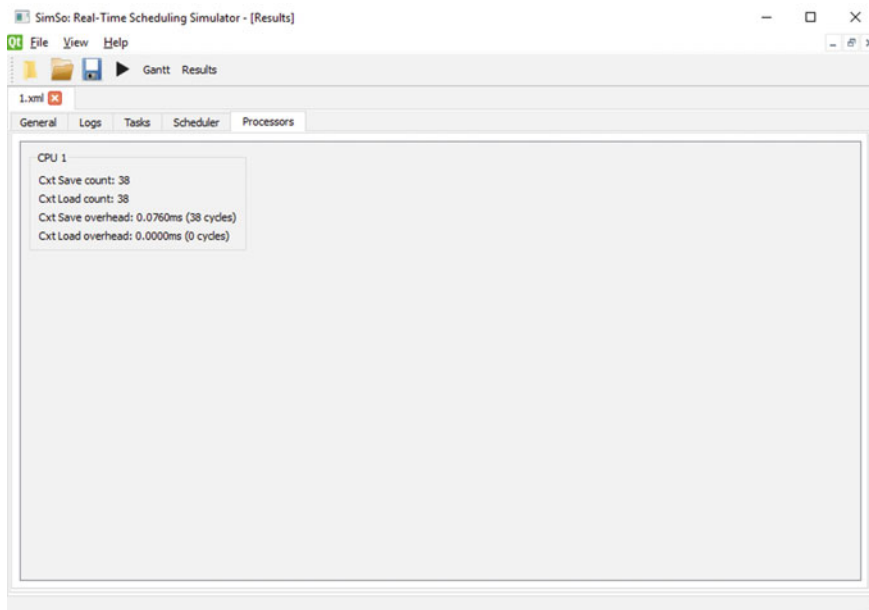 SimSo: Real-Time Scheduling Simulator - [Results]
Qt File View Help
Gantt Results
1.xml
General Logs Tasks Scheduler Processors
CPU 1
Cxt Save count: 38
Cxt Load count: 38
Cxt Save overhead: 0.0760ms (38 cycles)
Cxt Load overhead: 0.0000ms (0 cycles)